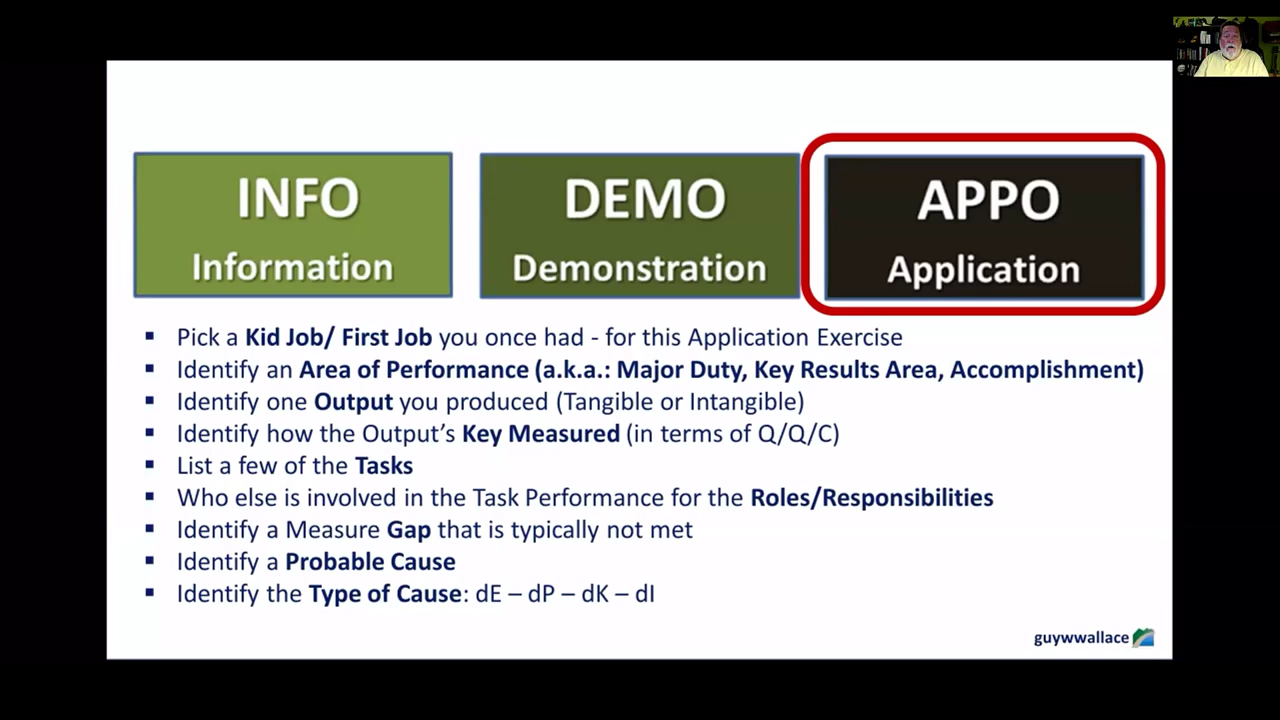 INFO
Information
DEMO
Demonstration
APPO
Application
▪ Pick a Kid Job/ First Job you once had - for this Application Exercise
▪ Identify an Area of Performance (a.k.a.: Major Duty, Key Results Area, Accomplishment)
▪ Identify one Output you produced (Tangible or Intangible)
▪ Identify how the Output’s Key Measured (in terms of Q/Q/C)
▪ List a few of the Tasks
▪ Who else is involved in the Task Performance for the Roles/Responsibilities
▪ Identify a Measure Gap that is typically not met
▪ Identify a Probable Cause
▪ Identify the Type of Cause: dE – dP – dK – dI
guywwallace